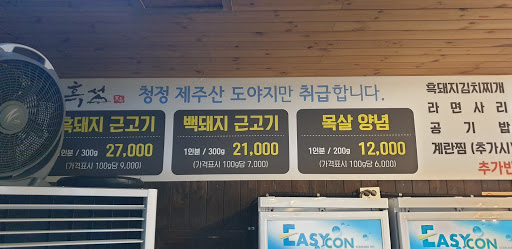 흑섬
청정 제주산 도야지만 취급합니다.
흑돼지 근고기
1인분 / 300g 27,000
(가격표시 100g당 9,000)
백돼지 근고기
1인분 / 300g 21,000
(가격표시 100g당 7,000)
목살 양념
1인분 / 200g 12,000
(가격표시 100g당 6,000)
흑돼지김치찌개
라면사리
공기밥
계란찜 (추가시
추가반
EASYCON
EASYCON